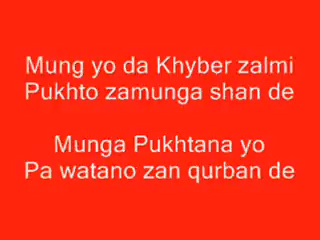 Mung yo da Khyber zalmi
Pukhto zamunga shan de
Munga Pukhtana yo
Pa watano zan qurban de